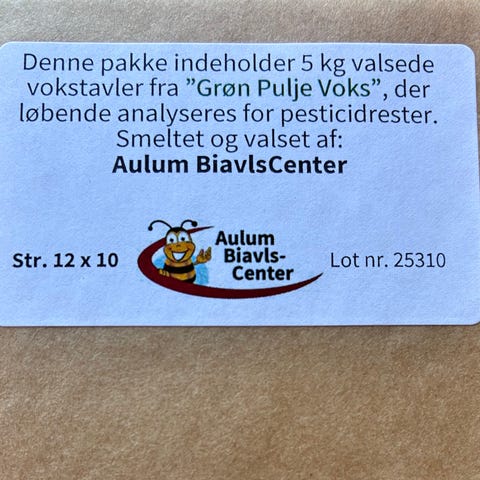 Denne pakke indeholder 5 kg valsede
vokstavler fra ”Grøn Pulje Voks”, der
løbende analyseres for pesticidrester.
Smeltet og valset af:
Aulum BiavlsCenter
Str. 12 x 10
Aulum
Biavls-
Center
Lot nr. 25310